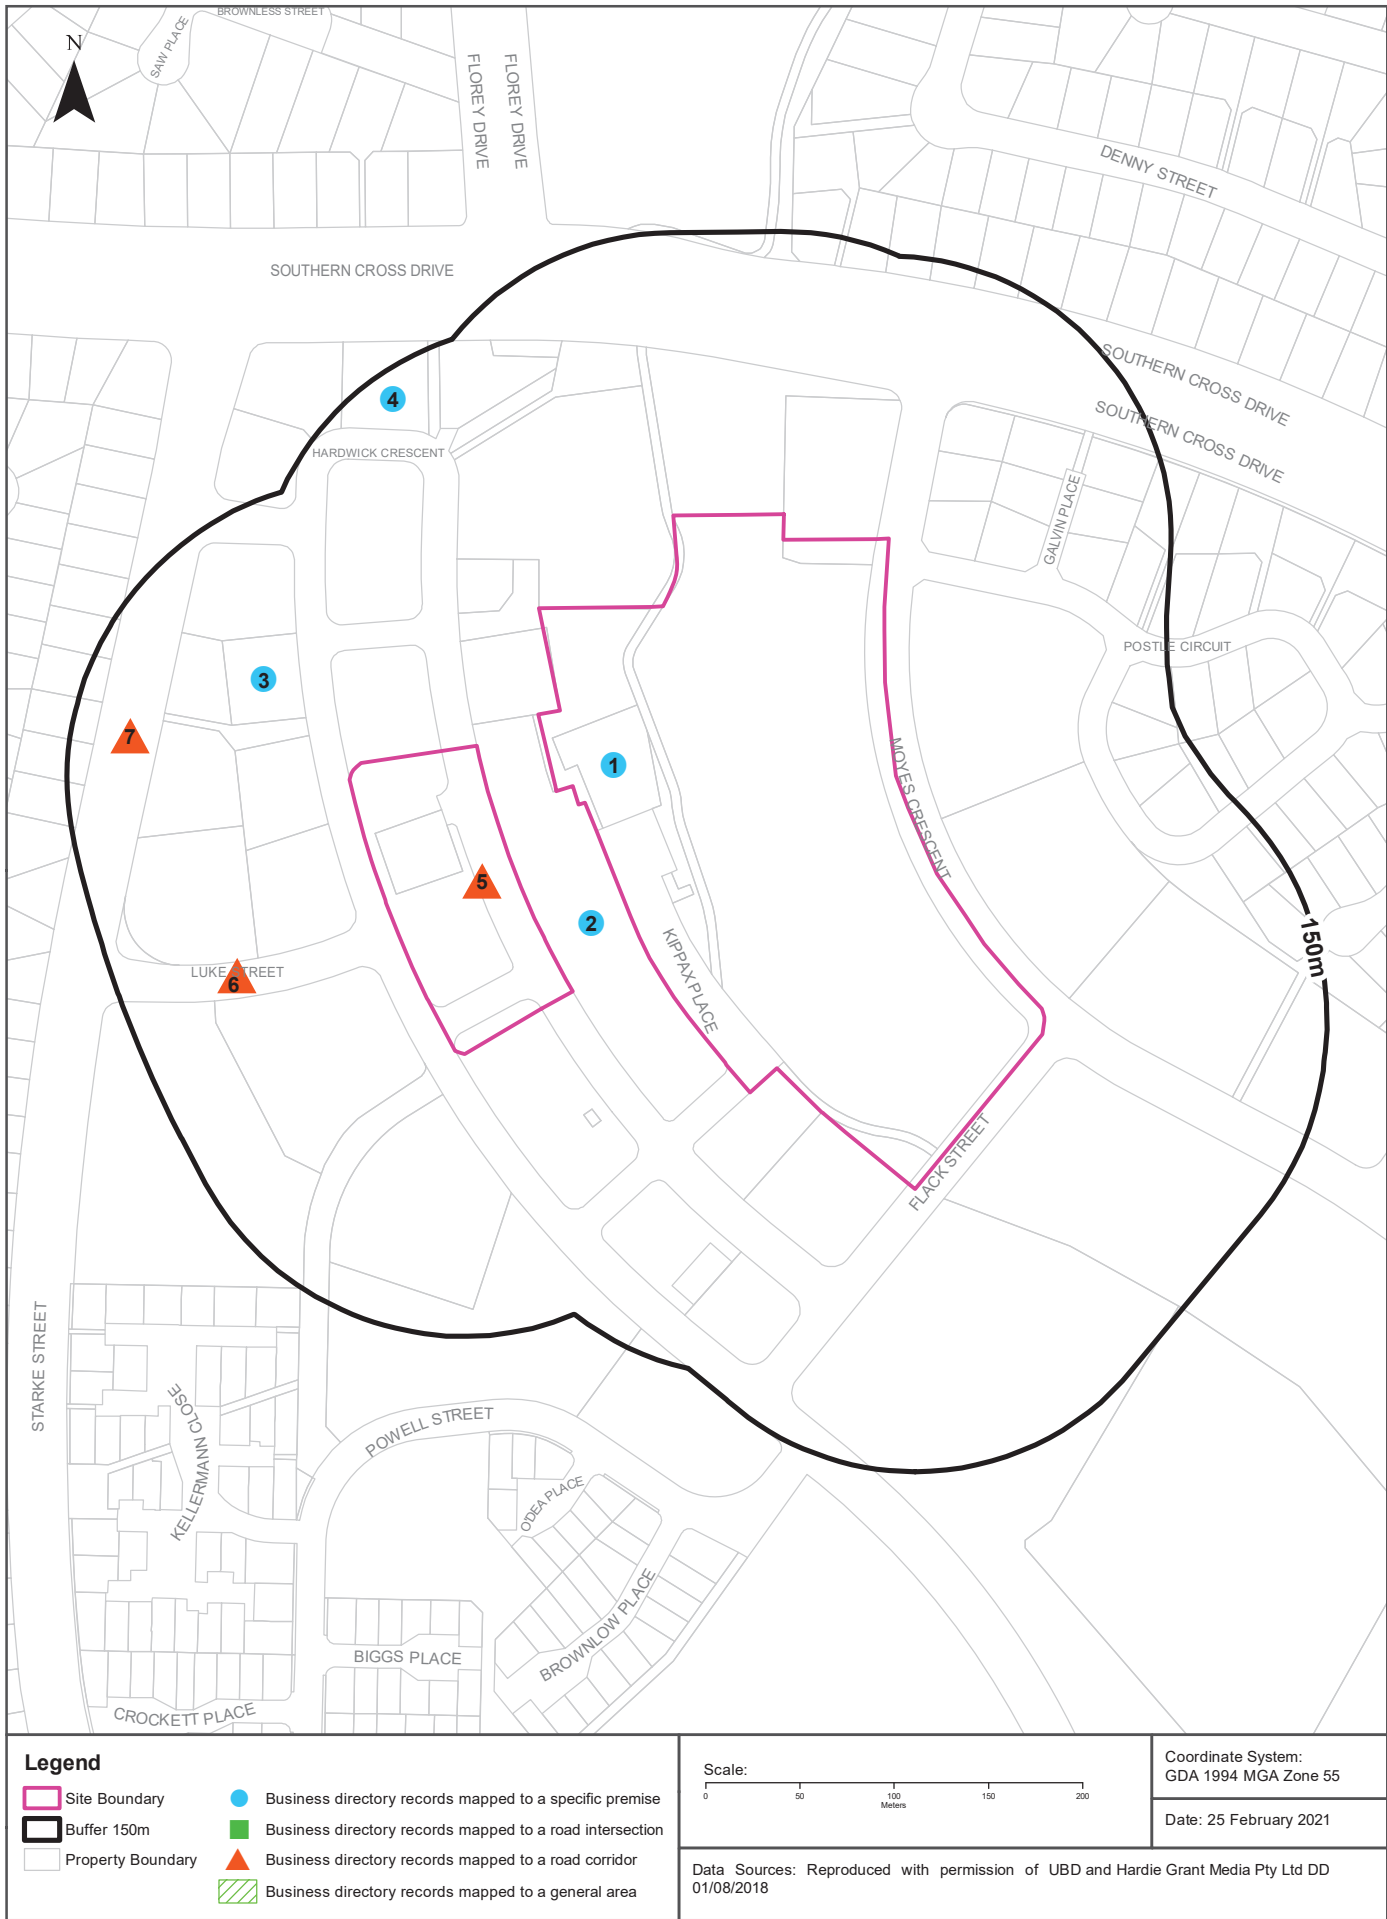 BROWNLESS STREET
SAW PLACE
N
FLOREY DRIVE
FLOREY DRIVE
DENNY STREET
SOUTHERN CROSS DRIVE
SOUTHERN CROSS DRIVE
SOUTHERN CROSS DRIVE
4
HARDWICK CRESCENT
GALVIN PLACE
POSTLE CIRCUIT
3
7
1
MOYES CRESCENT
5
2
150m
KIPPAX PLACE
LUKE STREET
6
FLACK STREET
STARKE STREET
KELLERMANN CLOSE
POWELL STREET
O'DEA PLACE
BROWNLOW PLACE
BIGGS PLACE
CROCKETT PLACE
Legend
Site Boundary
Buffer 150m
Property Boundary
Business directory records mapped to a specific premise
Business directory records mapped to a road intersection
Business directory records mapped to a road corridor
Business directory records mapped to a general area
Scale:
0 50 100 150 200
Meters
Coordinate System:
GDA 1994 MGA Zone 55
Date: 25 February 2021
Data Sources: Reproduced with permission of UBD and Hardie Grant Media Pty Ltd DD
01/08/2018